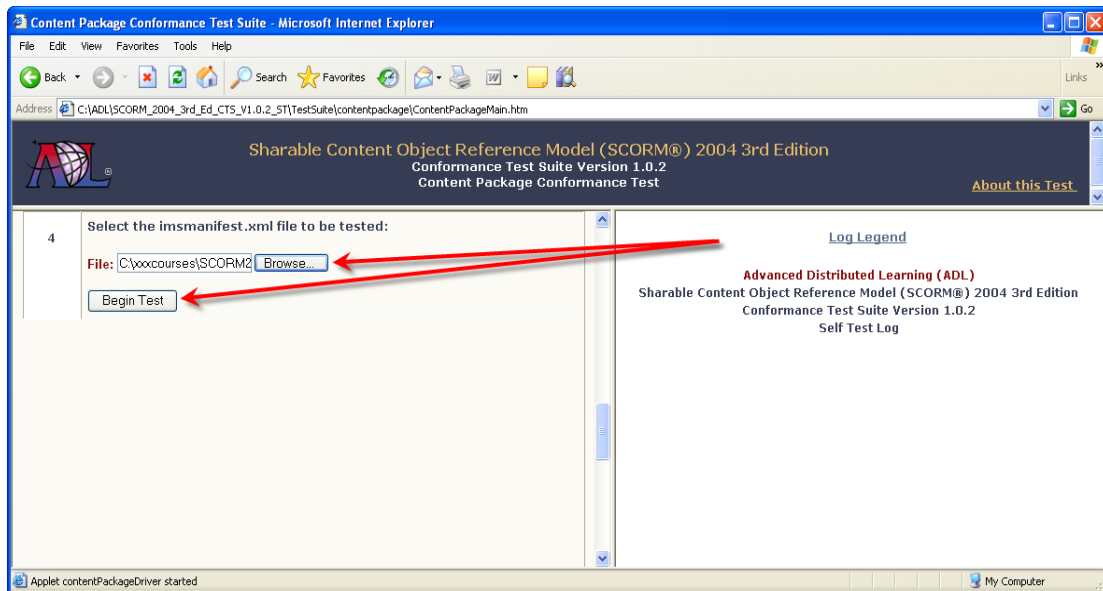 Content Package Conformance Test Suite - Microsoft Internet Explorer
File Edit View Favorites Tools Help
Back Search Favorites Links
Address C:\ADL\SCORM_2004_3rd_Ed_CTS_V1.0.2_ST\TestSuite\contentpackage\ContentPackageMain.htm Go
ADL ®
Sharable Content Object Reference Model (SCORM®) 2004 3rd Edition
Conformance Test Suite Version 1.0.2
Content Package Conformance Test
About this Test
4 Select the imsmanifest.xml file to be tested:
File: C:\xxxcourses\SCORM2 Browse...
Begin Test
Log Legend
Advanced Distributed Learning (ADL)
Sharable Content Object Reference Model (SCORM®) 2004 3rd Edition
Conformance Test Suite Version 1.0.2
Self Test Log
Applet contentPackageDriver started My Computer